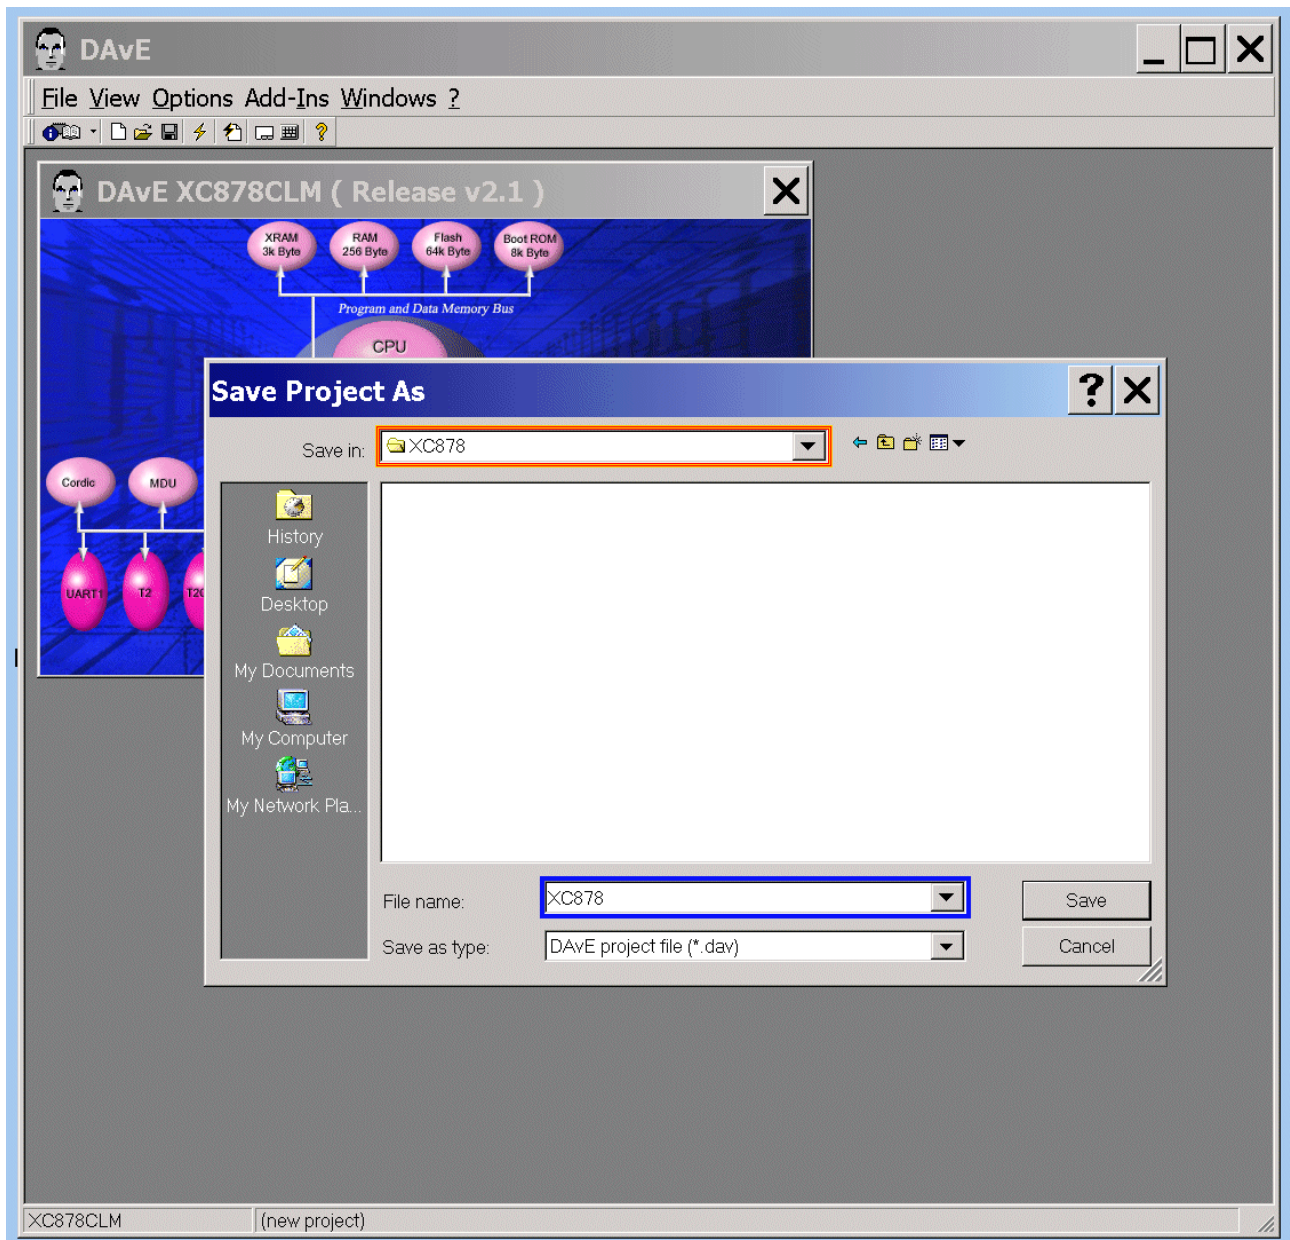 DAvE
File View Options Add-Ins Windows ?
DAvE XC878CLM ( Release v2.1 )
XRAM
3k Byte
RAM
256 Byte
Flash
64k Byte
Boot ROM
8k Byte
Program and Data Memory Bus
CPU
Save Project As
Save in:
XC878
Cordic
MDU
UART1
T2
History
Desktop
My Documents
My Computer
My Network Pla...
File name:
XC878
Save
Save as type:
DAvE project file (*.dav)
Cancel
XC878CLM
(new project)